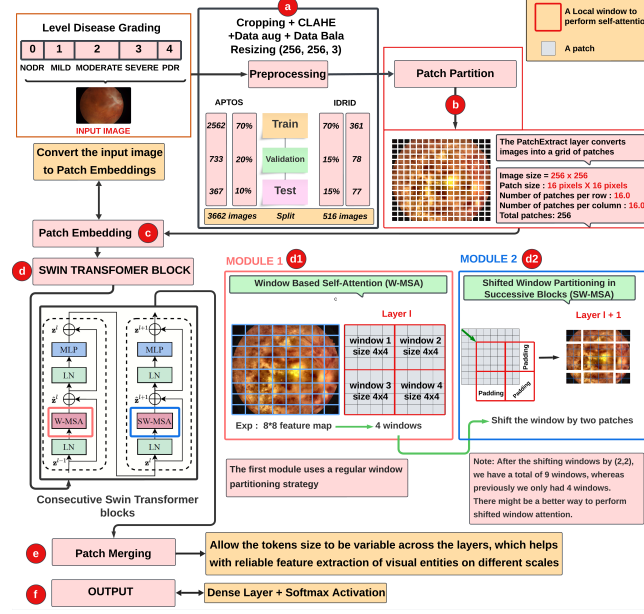 a
Level Disease Grading
0 1 2 3 4
NODR MILD MODERATE SEVERE PDR
INPUT IMAGE
Cropping + CLAHE
+Data aug + Data Bala
Resizing (256, 256, 3)
Preprocessing
APTOS IDRID
2562 70% Train 70% 361
733 20% Validation 15% 78
367 10% Test 15% 77
3662 images Split 516 images
A Local window to
perform self-attentio
A patch
Patch Partition
b
The PatchExtract layer converts
images into a grid of patches
Image size = 256 x 256
Patch size : 16 pixels X 16 pixels
Number of patches per row : 16.0
Number of patches per column : 16.0
Total patches: 256
Convert the input image
to Patch Embeddings
Patch Embedding c
d SWIN TRANSFOMER BLOCK
z^l z^l+1
MLP MLP
LN LN
ẑ^l ẑ^l+1
W-MSA SW-MSA
LN LN
z^l−1 z^l
Consecutive Swin Transformer
blocks
MODULE 1 d1
Window Based Self-Attention (W-MSA)
Layer l
window 1 window 2
size 4x4 size 4x4
window 3 window 4
size 4x4 size 4x4
Exp : 8*8 feature map 4 windows
The first module uses a regular window
partitioning strategy
MODULE 2 d2
Shifted Window Partitioning in
Successive Blocks (SW-MSA)
Layer l + 1
Padding
Padding
Padding
Shift the window by two patches
Note: After the shifting windows by (2,2),
we have a total of 9 windows, whereas
previously we only had 4 windows.
There might be a better way to perform
shifted window attention.
e Patch Merging
Allow the tokens size to be variable across the layers, which helps
with reliable feature extraction of visual entities on different scales
f OUTPUT
Dense Layer + Softmax Activation